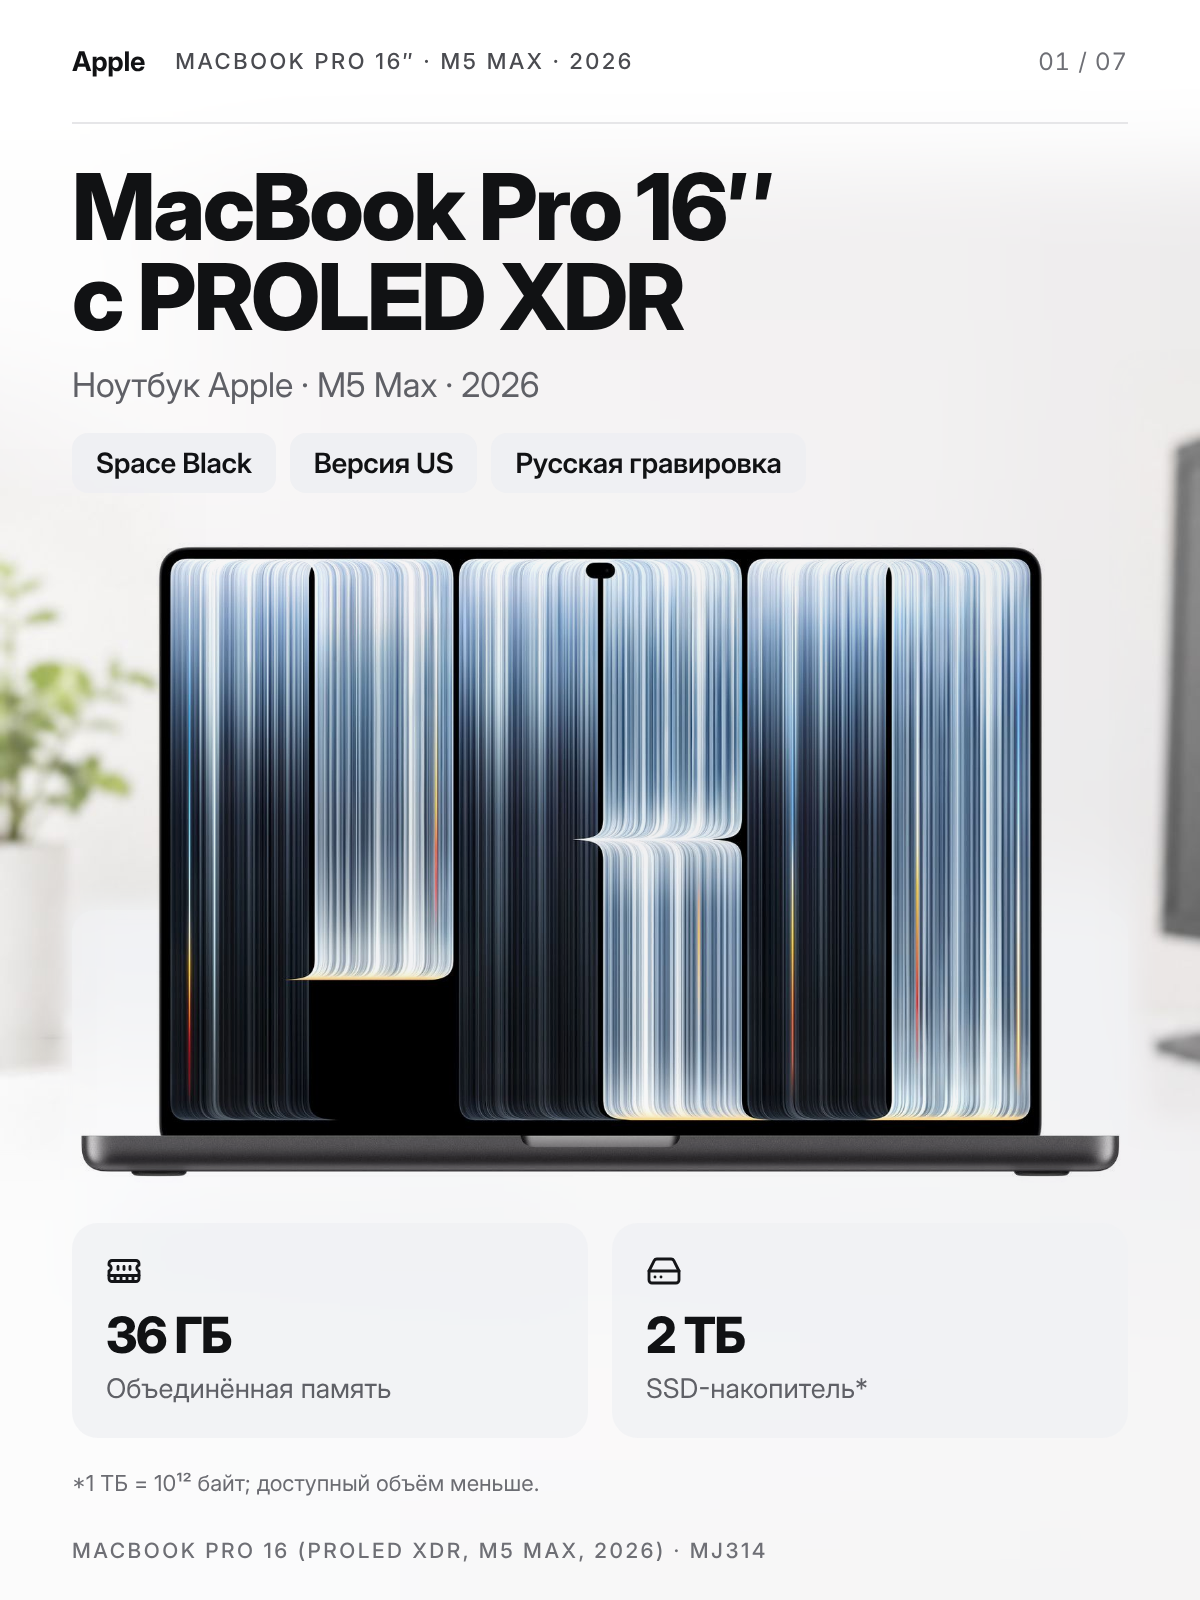 Apple MACBOOK PRO 16″ · M5 MAX · 2026 01 / 07
MacBook Pro 16″
с PROLED XDR
Ноутбук Apple · M5 Max · 2026
Space Black Версия US Русская гравировка
36 ГБ
Объединённая память
2 ТБ
SSD-накопитель*
*1 ТБ = 10¹² байт; доступный объём меньше.
MACBOOK PRO 16 (PROLED XDR, M5 MAX, 2026) · MJ314